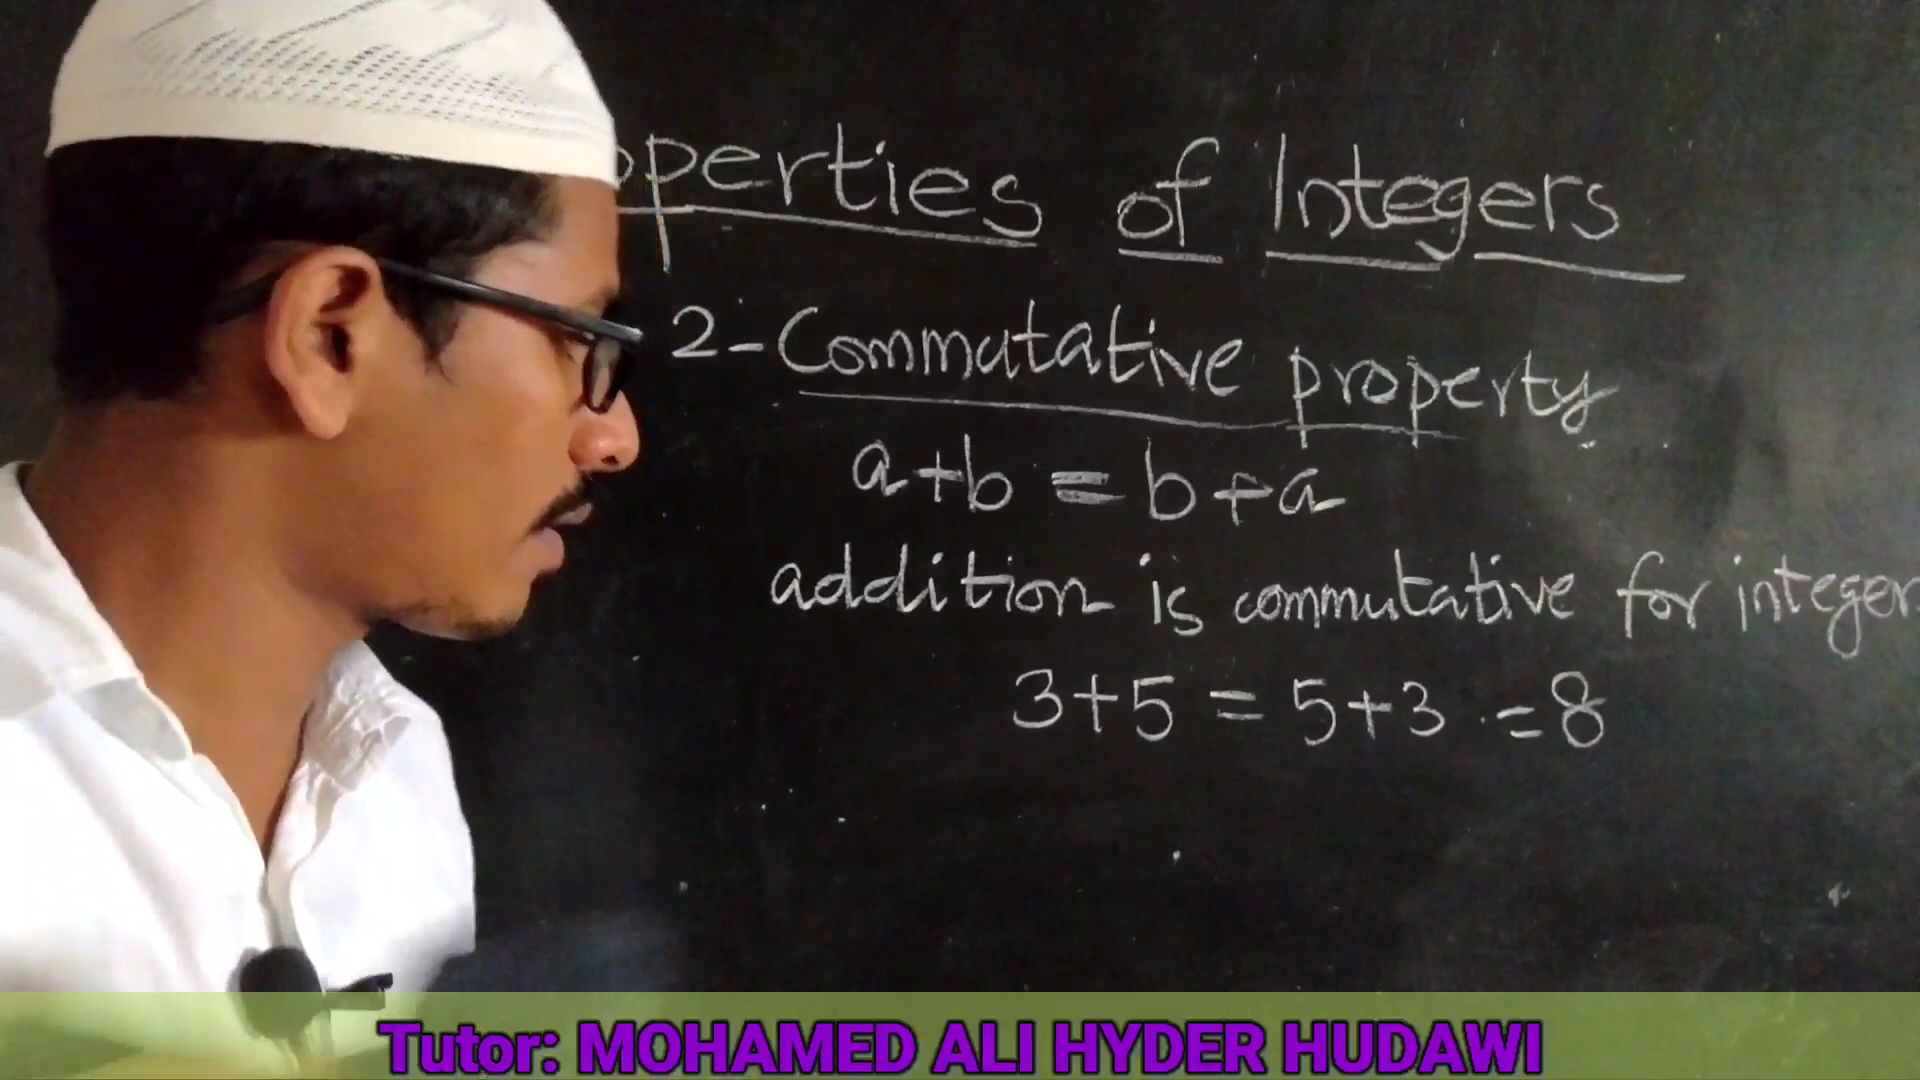 operties of Integers
2-Commutative property
a+b = b+a
addition is commutative for integer
3+5 = 5+3 =8
Tutor: MOHAMED ALI HYDER HUDAWI